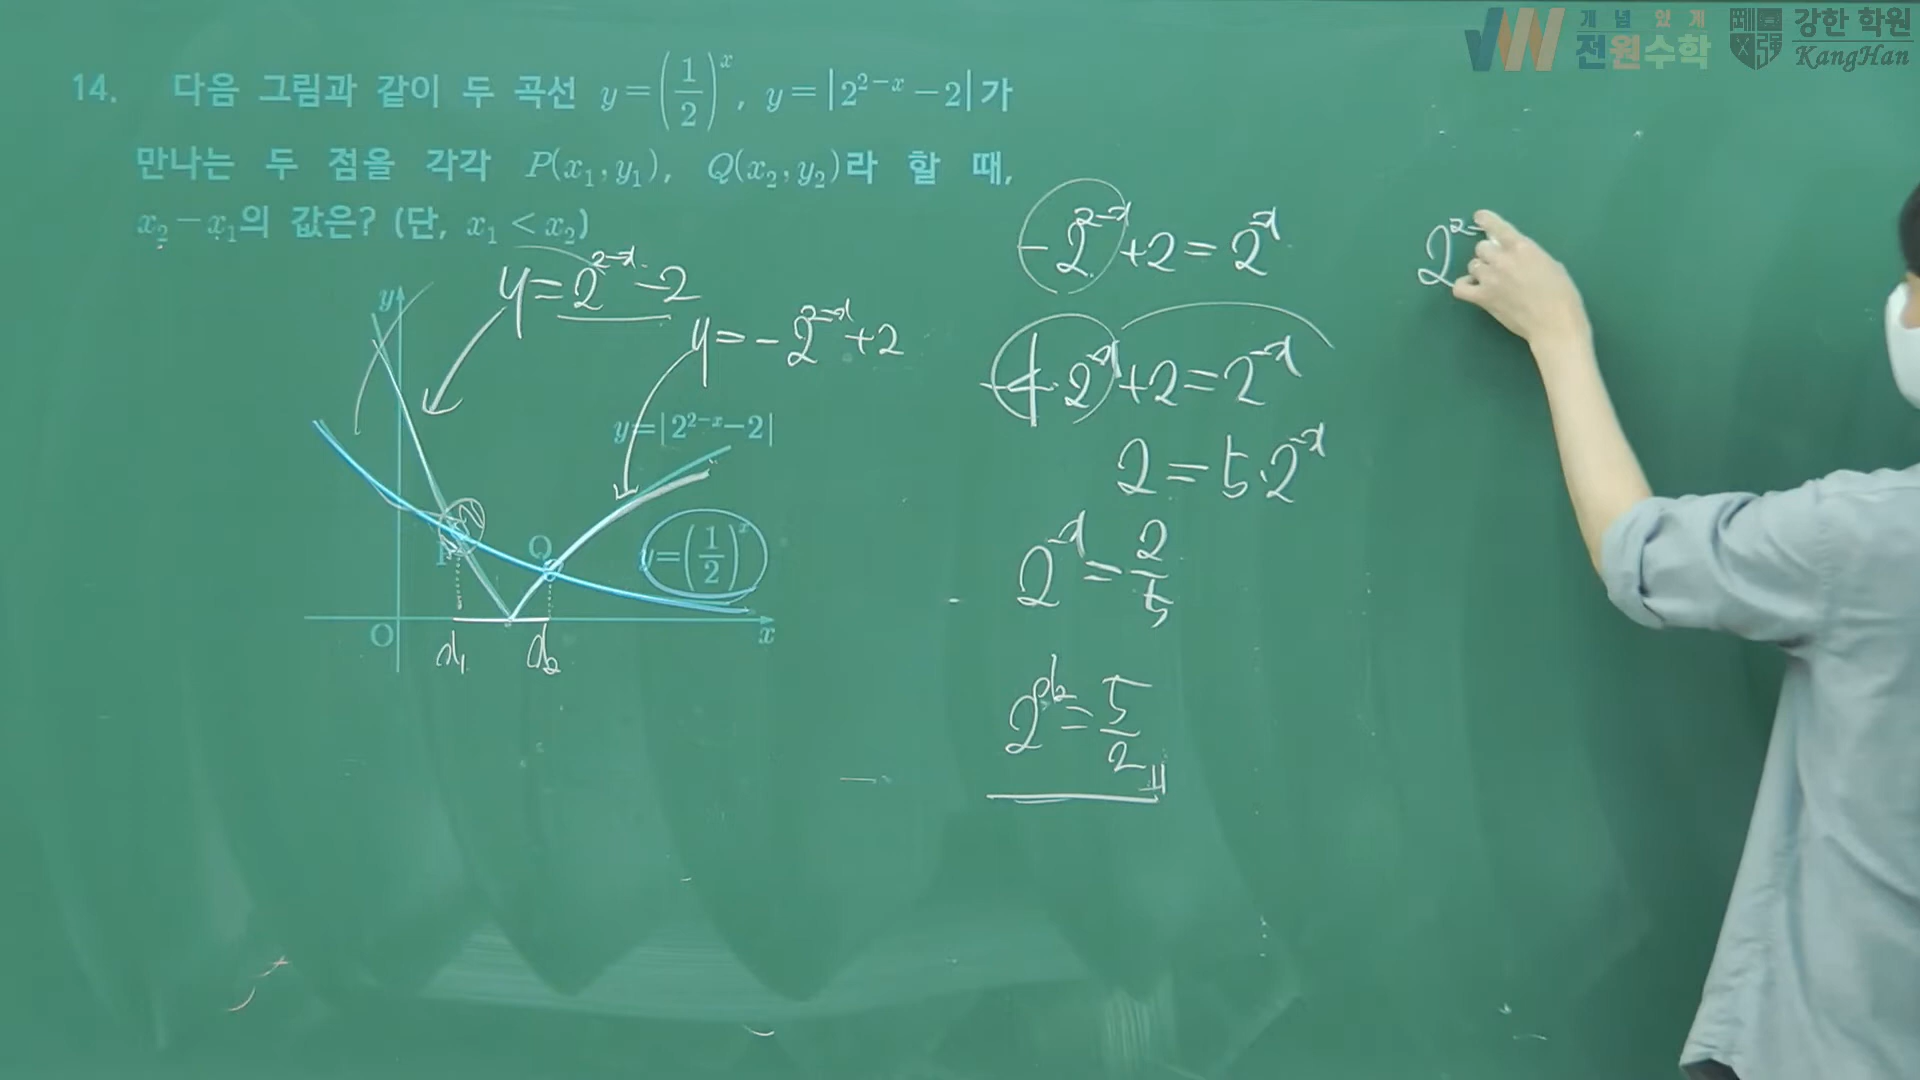 개념있게
전원수학
강한 학원
KangHan
14. 다음 그림과 같이 두 곡선 y=(1/2)^x, y=|2^{2-x}-2|가
만나는 두 점을 각각 P(x₁, y₁), Q(x₂, y₂)라 할 때,
x₂-x₁의 값은? (단, x₁ < x₂)
y=2^{2-x}-2
y=-2^{2-x}+2
y
y=|2^{2-x}-2|
P
Q
y=(1/2)^x
O
x
x₁
x₂
-2^{2-x}+2=2^{-x}
-4·2^{-x}+2=2^{-x}
2=5·2^{-x}
2^{-x}=2/5
2^{x₂}=5/2
2^{2-